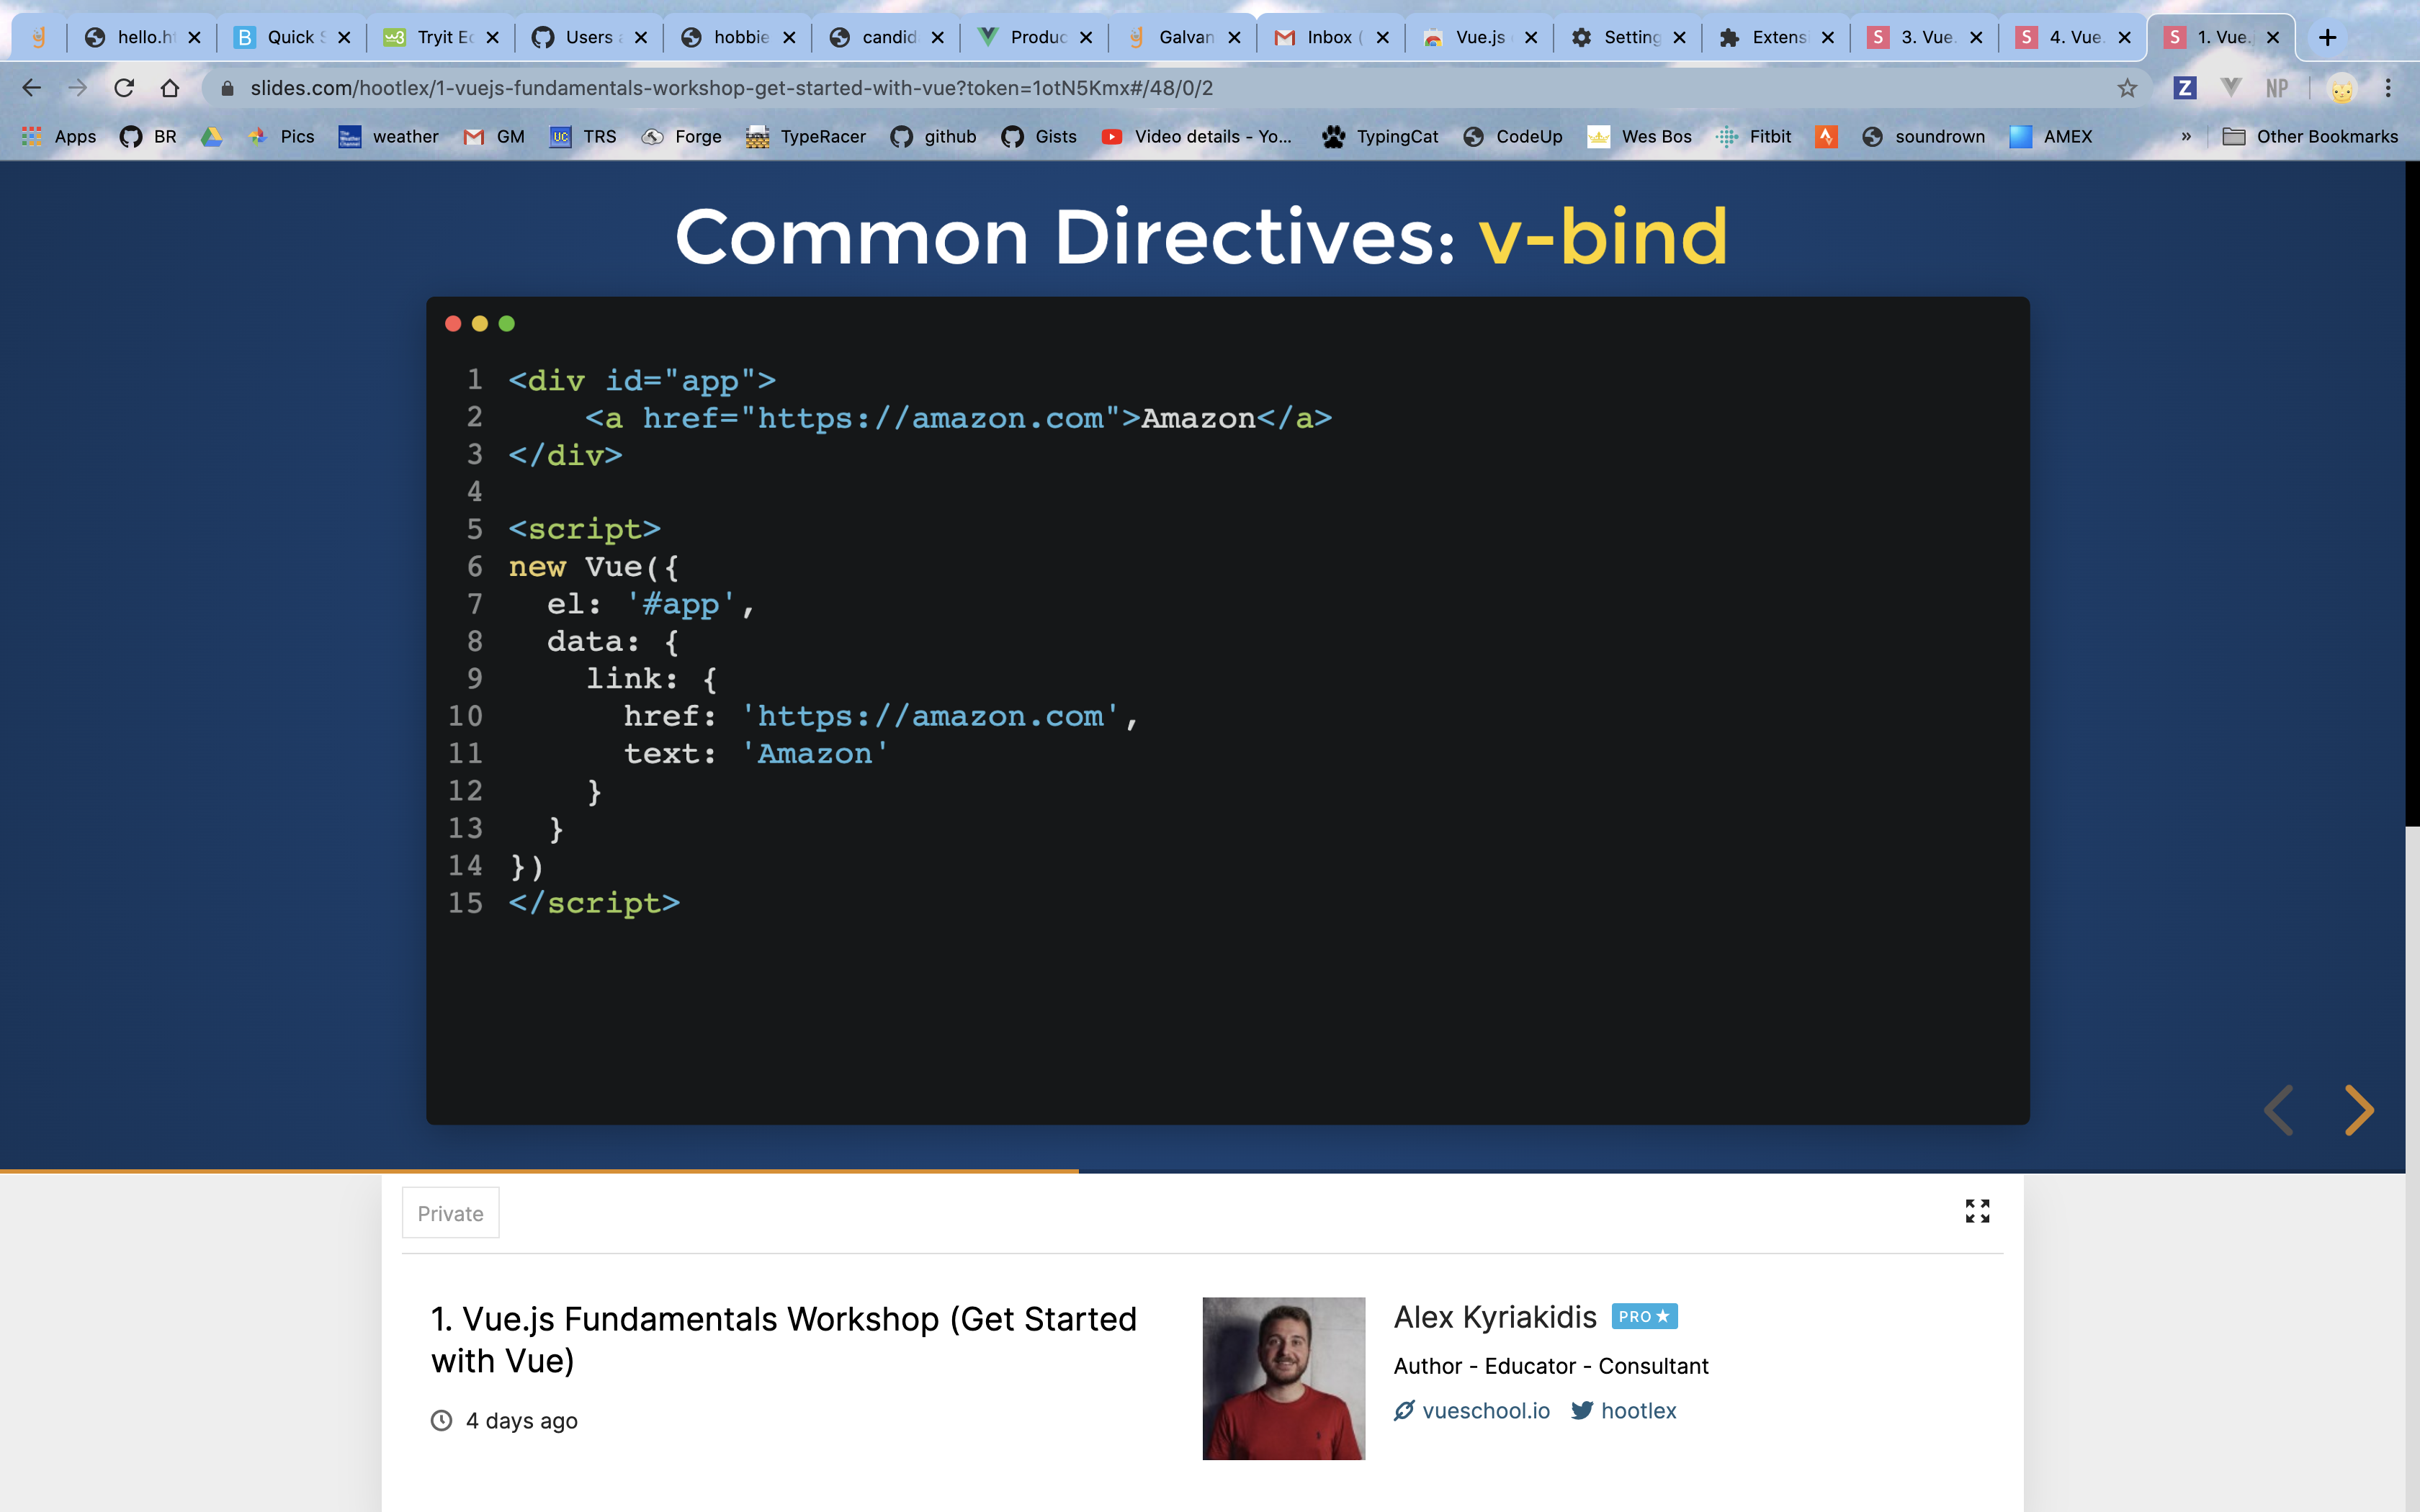 hello.h
Quick S
Tryit Ec
Users a
hobbie
candid
Produc
Galvan
Inbox (
Vue.js
Setting
Extensi
3. Vue.
4. Vue.
1. Vue.
slides.com/hootlex/1-vuejs-fundamentals-workshop-get-started-with-vue?token=1otN5Kmx#/48/0/2
Apps BR Pics weather GM TRS Forge TypeRacer github Gists Video details - Yo... TypingCat CodeUp Wes Bos Fitbit soundrown AMEX » Other Bookmarks
Common Directives: v-bind
1 <div id="app">
2     <a href="https://amazon.com">Amazon</a>
3 </div>
4
5 <script>
6 new Vue({
7   el: '#app',
8   data: {
9     link: {
10       href: 'https://amazon.com',
11       text: 'Amazon'
12     }
13   }
14 })
15 </script>
Private
1. Vue.js Fundamentals Workshop (Get Started
with Vue)
4 days ago
Alex Kyriakidis PRO
Author - Educator - Consultant
vueschool.io hootlex